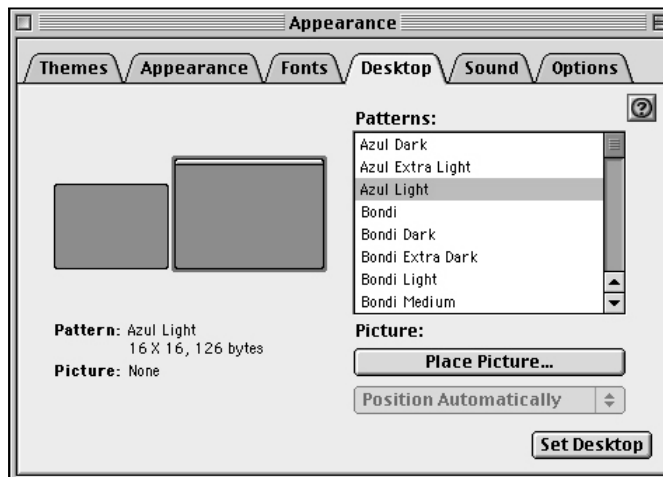 Appearance
Themes Appearance Fonts Desktop Sound Options
?
Patterns:
Azul Dark
Azul Extra Light
Azul Light
Bondi
Bondi Dark
Bondi Extra Dark
Bondi Light
Bondi Medium
Pattern: Azul Light
16 X 16, 126 bytes
Picture: None
Picture:
Place Picture...
Position Automatically
Set Desktop